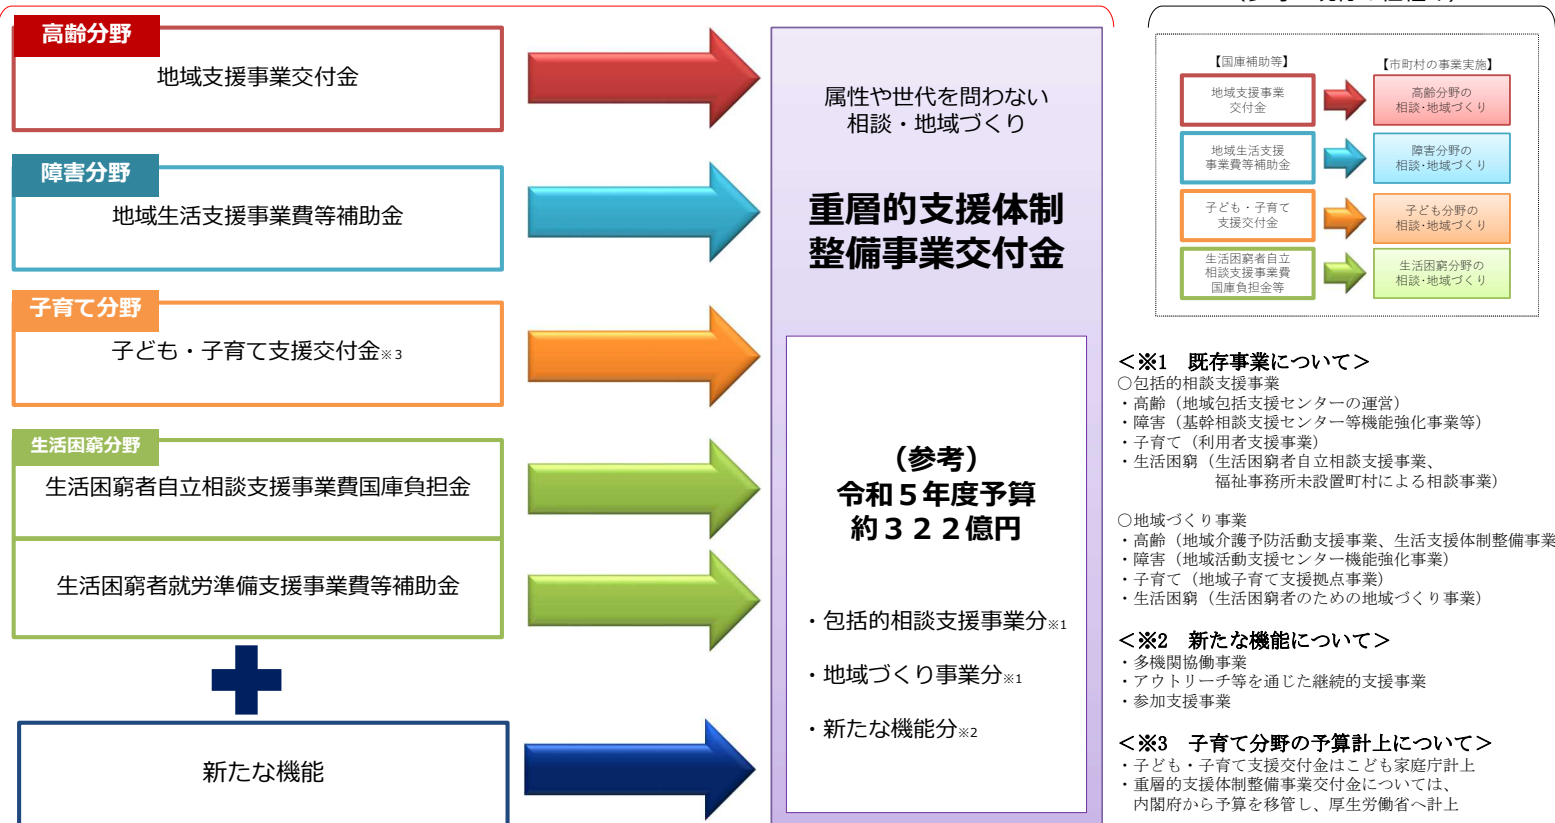 高齢分野
地域支援事業交付金
障害分野
地域生活支援事業費等補助金
子育て分野
子ども・子育て支援交付金※3
生活困窮分野
生活困窮者自立相談支援事業費国庫負担金
生活困窮者就労準備支援事業費等補助金
新たな機能
属性や世代を問わない
相談・地域づくり
重層的支援体制
整備事業交付金
（参考）
令和５年度予算
約３２２億円
・包括的相談支援事業分※1
・地域づくり事業分※1
・新たな機能分※2
【国庫補助等】
【市町村の事業実施】
地域支援事業
交付金
高齢分野の
相談・地域づくり
地域生活支援
事業費等補助金
障害分野の
相談・地域づくり
子ども・子育て
支援交付金
子ども分野の
相談・地域づくり
生活困窮者自立
相談支援事業費
国庫負担金等
生活困窮分野の
相談・地域づくり
＜※1　既存事業について＞
○包括的相談支援事業
・高齢（地域包括支援センターの運営）
・障害（基幹相談支援センター等機能強化事業等）
・子育て（利用者支援事業）
・生活困窮（生活困窮者自立相談支援事業、
福祉事務所未設置町村による相談事業）
○地域づくり事業
・高齢（地域介護予防活動支援事業、生活支援体制整備事業
・障害（地域活動支援センター機能強化事業）
・子育て（地域子育て支援拠点事業）
・生活困窮（生活困窮者のための地域づくり事業）
＜※2　新たな機能について＞
・多機関協働事業
・アウトリーチ等を通じた継続的支援事業
・参加支援事業
＜※3　子育て分野の予算計上について＞
・子ども・子育て支援交付金はこども家庭庁計上
・重層的支援体制整備事業交付金については、
内閣府から予算を移管し、厚生労働省へ計上